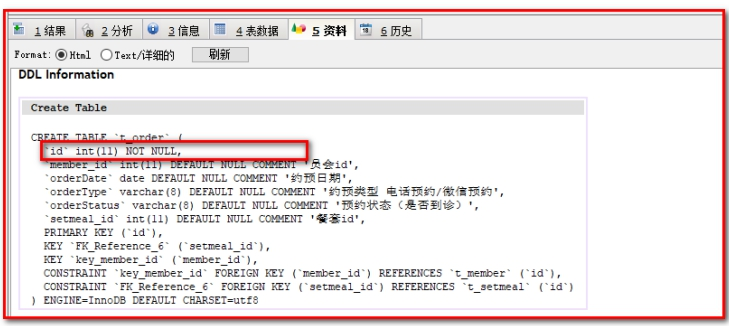 1 结果 2 分析 3 信息 4 表数据 5 资料 6 历史
Format: Html Text/详细的 刷新
DDL Information
Create Table
CREATE TABLE `t_order` (
`id` int(11) NOT NULL,
`member_id` int(11) DEFAULT NULL COMMENT '员会id',
`orderDate` date DEFAULT NULL COMMENT '约预日期',
`orderType` varchar(8) DEFAULT NULL COMMENT '约预类型 电话预约/微信预约',
`orderStatus` varchar(8) DEFAULT NULL COMMENT '预约状态（是否到诊）',
`setmeal_id` int(11) DEFAULT NULL COMMENT '餐套id',
PRIMARY KEY (`id`),
KEY `FK_Reference_6` (`setmeal_id`),
KEY `key_member_id` (`member_id`),
CONSTRAINT `key_member_id` FOREIGN KEY (`member_id`) REFERENCES `t_member` (`id`),
CONSTRAINT `FK_Reference_6` FOREIGN KEY (`setmeal_id`) REFERENCES `t_setmeal` (`id`)
) ENGINE=InnoDB DEFAULT CHARSET=utf8